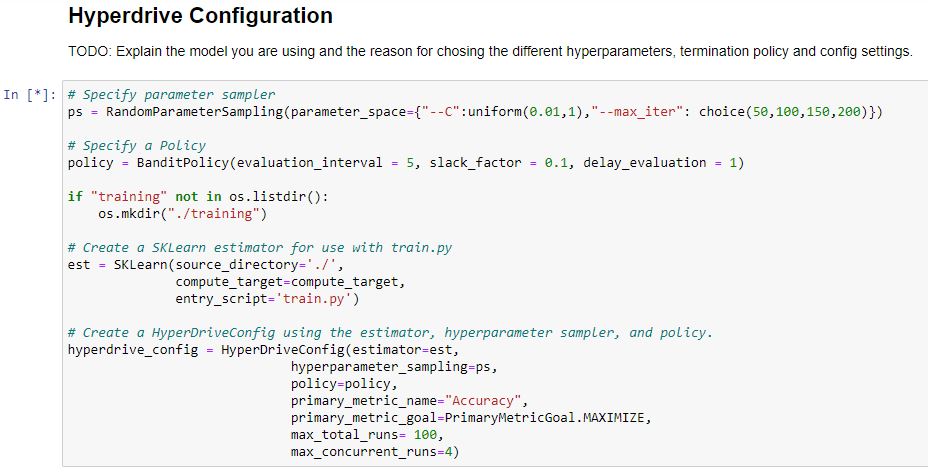 Hyperdrive Configuration
TODO: Explain the model you are using and the reason for chosing the different hyperparameters, termination policy and config settings.
In [*]: # Specify parameter sampler
ps = RandomParameterSampling(parameter_space={"--C":uniform(0.01,1),"--max_iter": choice(50,100,150,200)})
# Specify a Policy
policy = BanditPolicy(evaluation_interval = 5, slack_factor = 0.1, delay_evaluation = 1)
if "training" not in os.listdir():
    os.mkdir("./training")
# Create a SKLearn estimator for use with train.py
est = SKLearn(source_directory='./',
              compute_target=compute_target,
              entry_script='train.py')
# Create a HyperDriveConfig using the estimator, hyperparameter sampler, and policy.
hyperdrive_config = HyperDriveConfig(estimator=est,
                             hyperparameter_sampling=ps,
                             policy=policy,
                             primary_metric_name="Accuracy",
                             primary_metric_goal=PrimaryMetricGoal.MAXIMIZE,
                             max_total_runs= 100,
                             max_concurrent_runs=4)